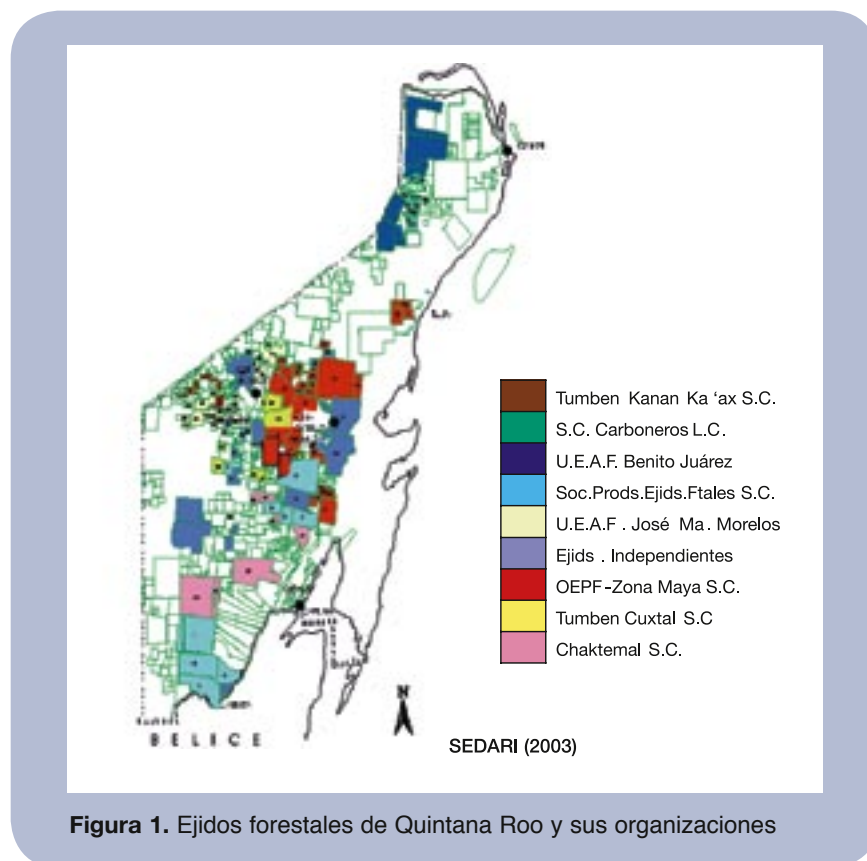 Tumben Kanan Ka ‘ax S.C.
S.C. Carboneros L.C.
U.E.A.F. Benito Juárez
Soc.Prods.Ejids.Ftales S.C.
U.E.A.F . José Ma. Morelos
Ejids . Independientes
OEPF-Zona Maya S.C.
Tumben Cuxtal S.C
Chaktemal S.C.
N
BELICE
SEDARI (2003)
Figura 1. Ejidos forestales de Quintana Roo y sus organizaciones